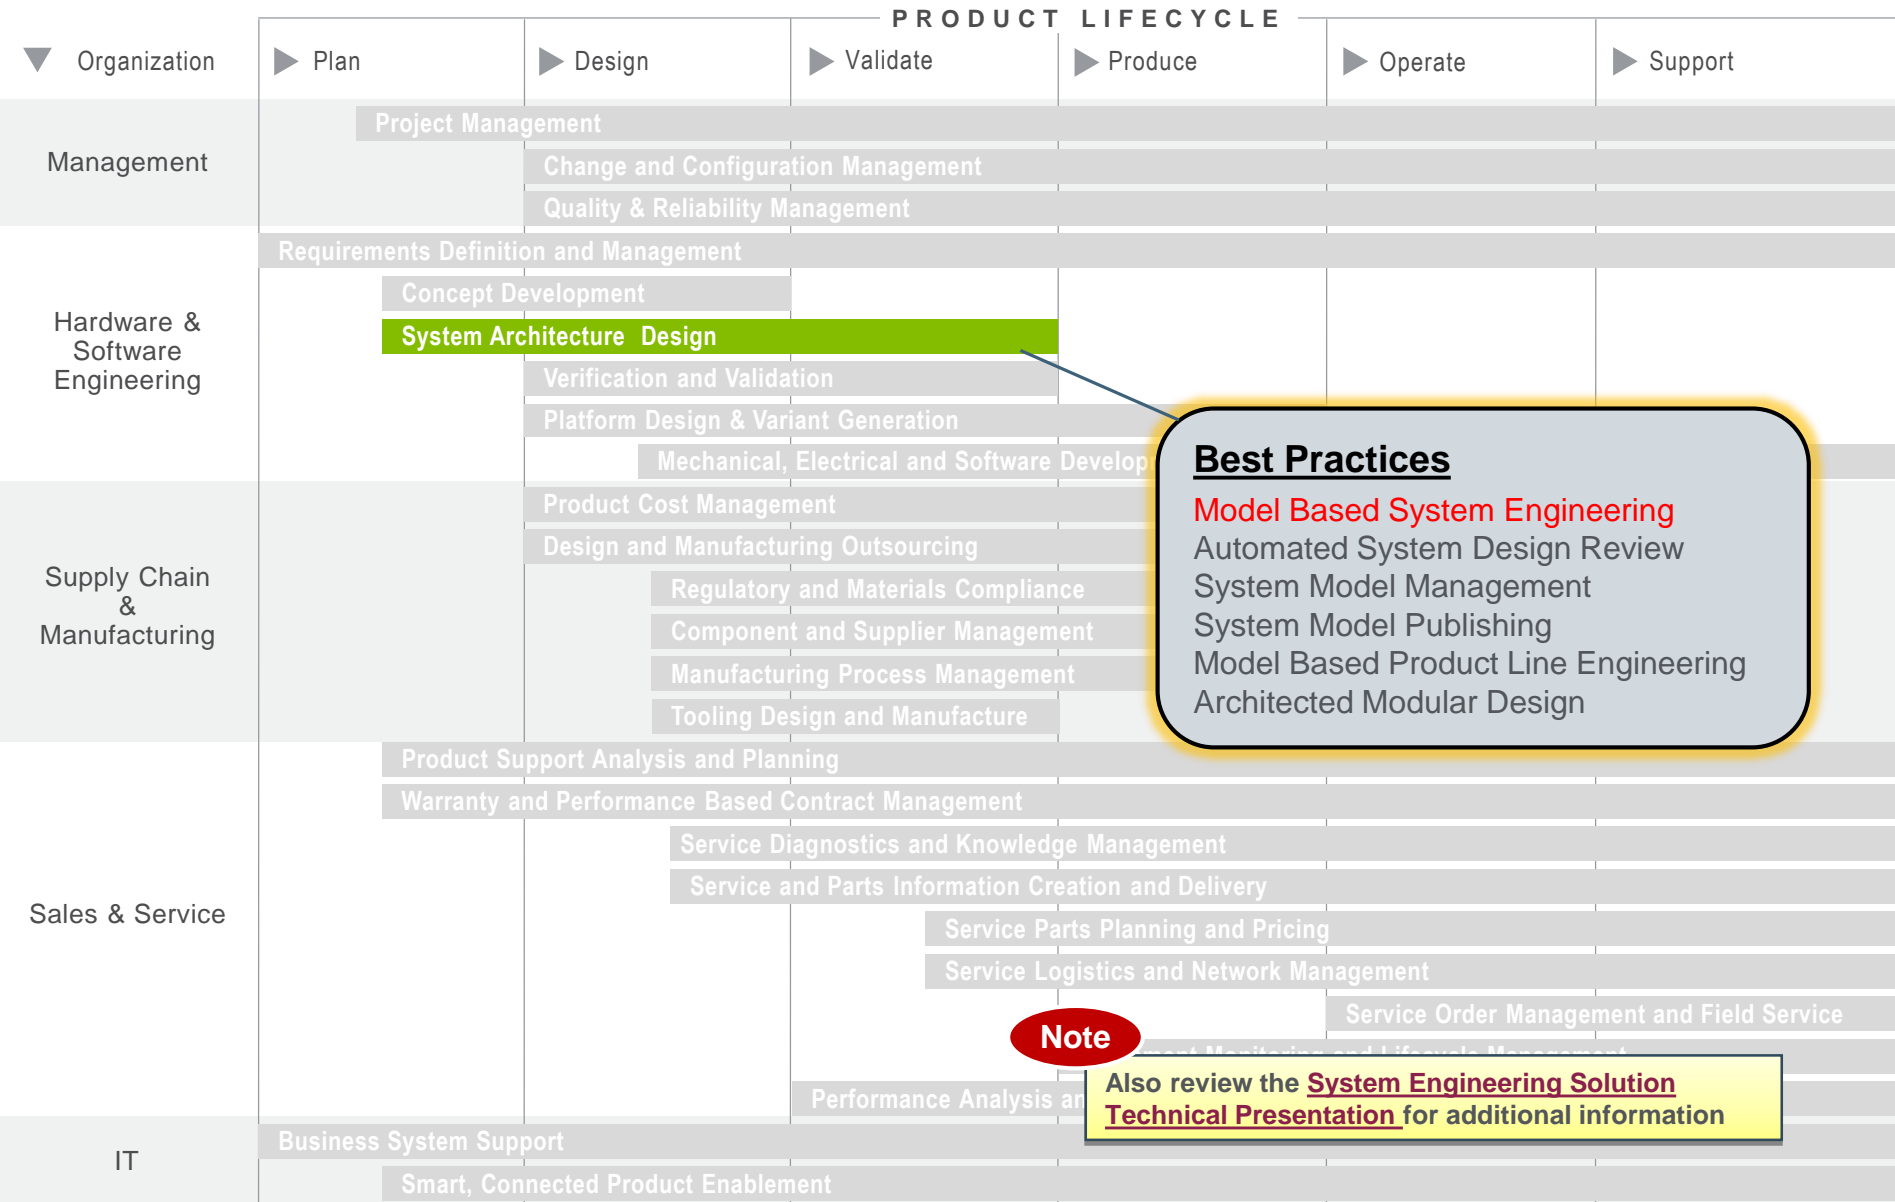 PRODUCT LIFECYCLE
Organization
Plan
Design
Validate
Produce
Operate
Support
Management
Project Management
Change and Configuration Management
Quality & Reliability Management
Hardware &
Software
Engineering
Requirements Definition and Management
Concept Development
System Architecture  Design
Verification and Validation
Platform Design & Variant Generation
Mechanical, Electrical and Software
Best Practices
Model Based System Engineering
Automated System Design Review
System Model Management
System Model Publishing
Model Based Product Line Engineering
Architected Modular Design
Supply Chain
&
Manufacturing
Product Cost Management
Design and Manufacturing Outsourcing
Regulatory and Materials Compliance
Component and Supplier Management
Manufacturing Process Management
Tooling Design and Manufacture
Sales & Service
Product Support Analysis and Planning
Warranty and Performance Based Contract Management
Service Diagnostics and Knowledge Management
Service and Parts Information Creation and Delivery
Service Parts Planning and Pricing
Service Logistics and Network Management
Service Order Management and Field Service
Monitoring and Lifecycle Management
Performance Analysis
Note
Also review the System Engineering Solution
Technical Presentation for additional information
IT
Business System Support
Smart, Connected Product Enablement